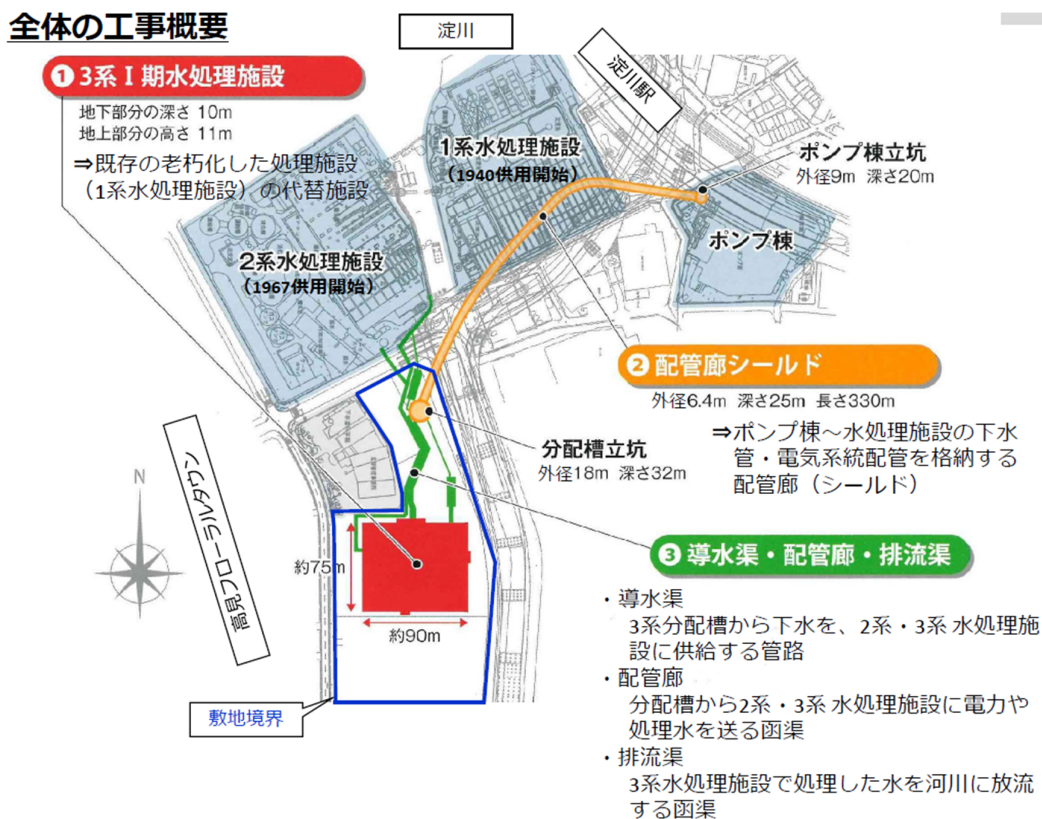 全体の工事概要
淀川
淀川駅
1 3系Ⅰ期水処理施設
地下部分の深さ 10m
地上部分の高さ 11m
⇒既存の老朽化した処理施設
（1系水処理施設）の代替施設
1系水処理施設
（1940供用開始）
ポンプ棟立坑
外径9m 深さ20m
ポンプ棟
2系水処理施設
（1967供用開始）
2 配管廊シールド
外径6.4m 深さ25m 長さ330m
⇒ポンプ棟～水処理施設の下水
管・電気系統配管を格納する
配管廊（シールド）
分配槽立坑
外径18m 深さ32m
N
高見フローラルタウン
約75m
約90m
敷地境界
3 導水渠・配管廊・排流渠
・導水渠
3系分配槽から下水を、2系・3系 水処理施
設に供給する管路
・配管廊
分配槽から2系・3系 水処理施設に電力や
処理水を送る函渠
・排流渠
3系水処理施設で処理した水を河川に放流
する函渠